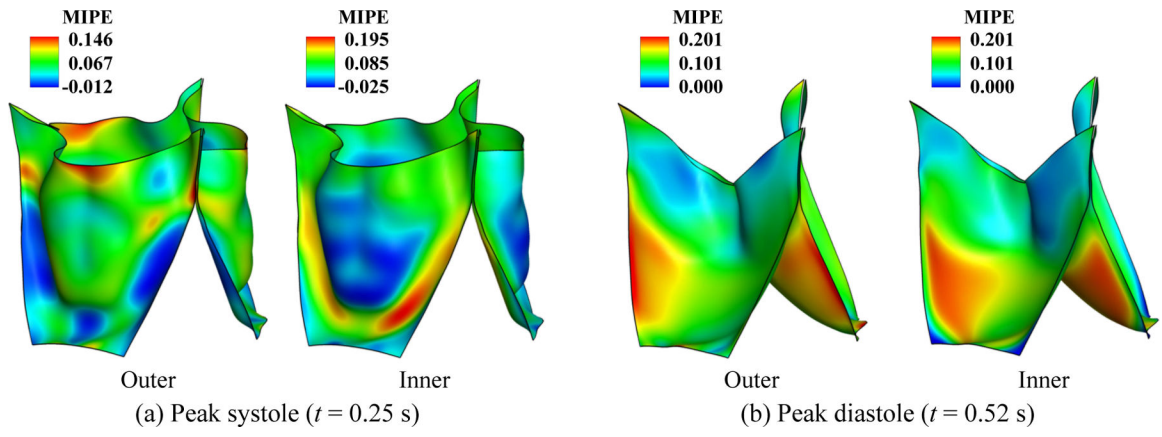 MIPE
0.146
0.067
-0.012
MIPE
0.195
0.085
-0.025
MIPE
0.201
0.101
0.000
MIPE
0.201
0.101
0.000
Outer
Inner
Outer
Inner
(a) Peak systole (t = 0.25 s)
(b) Peak diastole (t = 0.52 s)